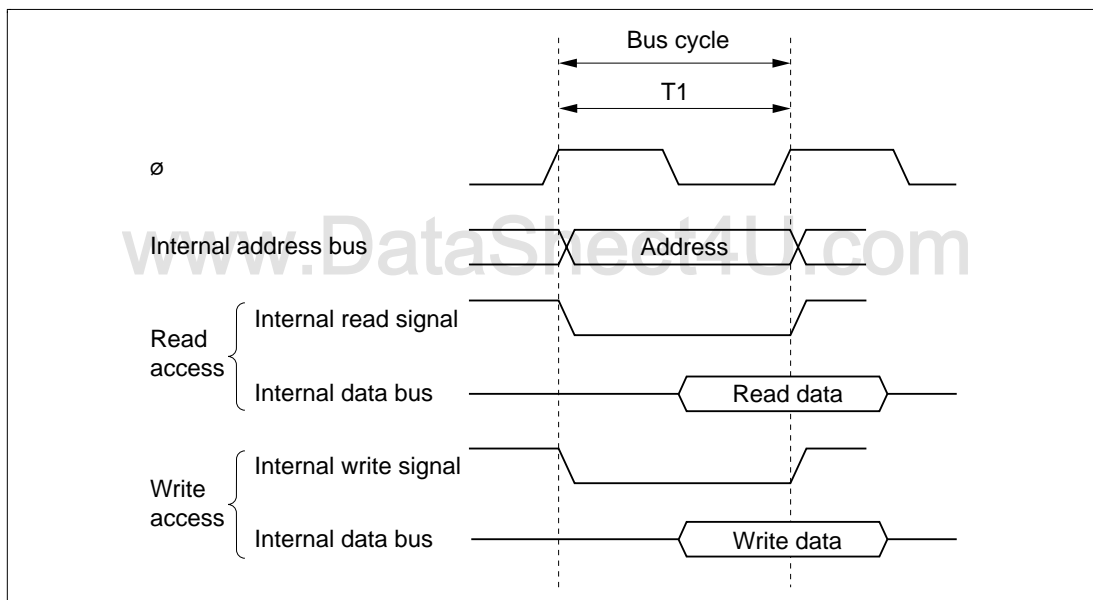 Bus cycle
T1
ø
Internal address bus
Address
www.DataSheet4U.com
Read
access
Internal read signal
Internal data bus
Read data
Write
access
Internal write signal
Internal data bus
Write data